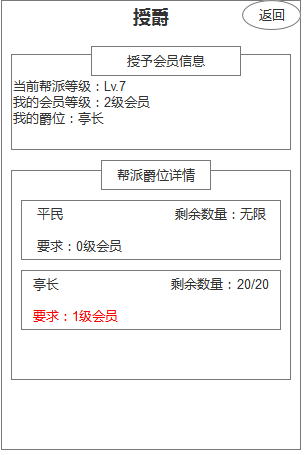 授爵
返回
授予会员信息
当前帮派等级：Lv.7
我的会员等级：2级会员
我的爵位：亭长
帮派爵位详情
平民 剩余数量：无限
要求：0级会员
亭长 剩余数量：20/20
要求：1级会员